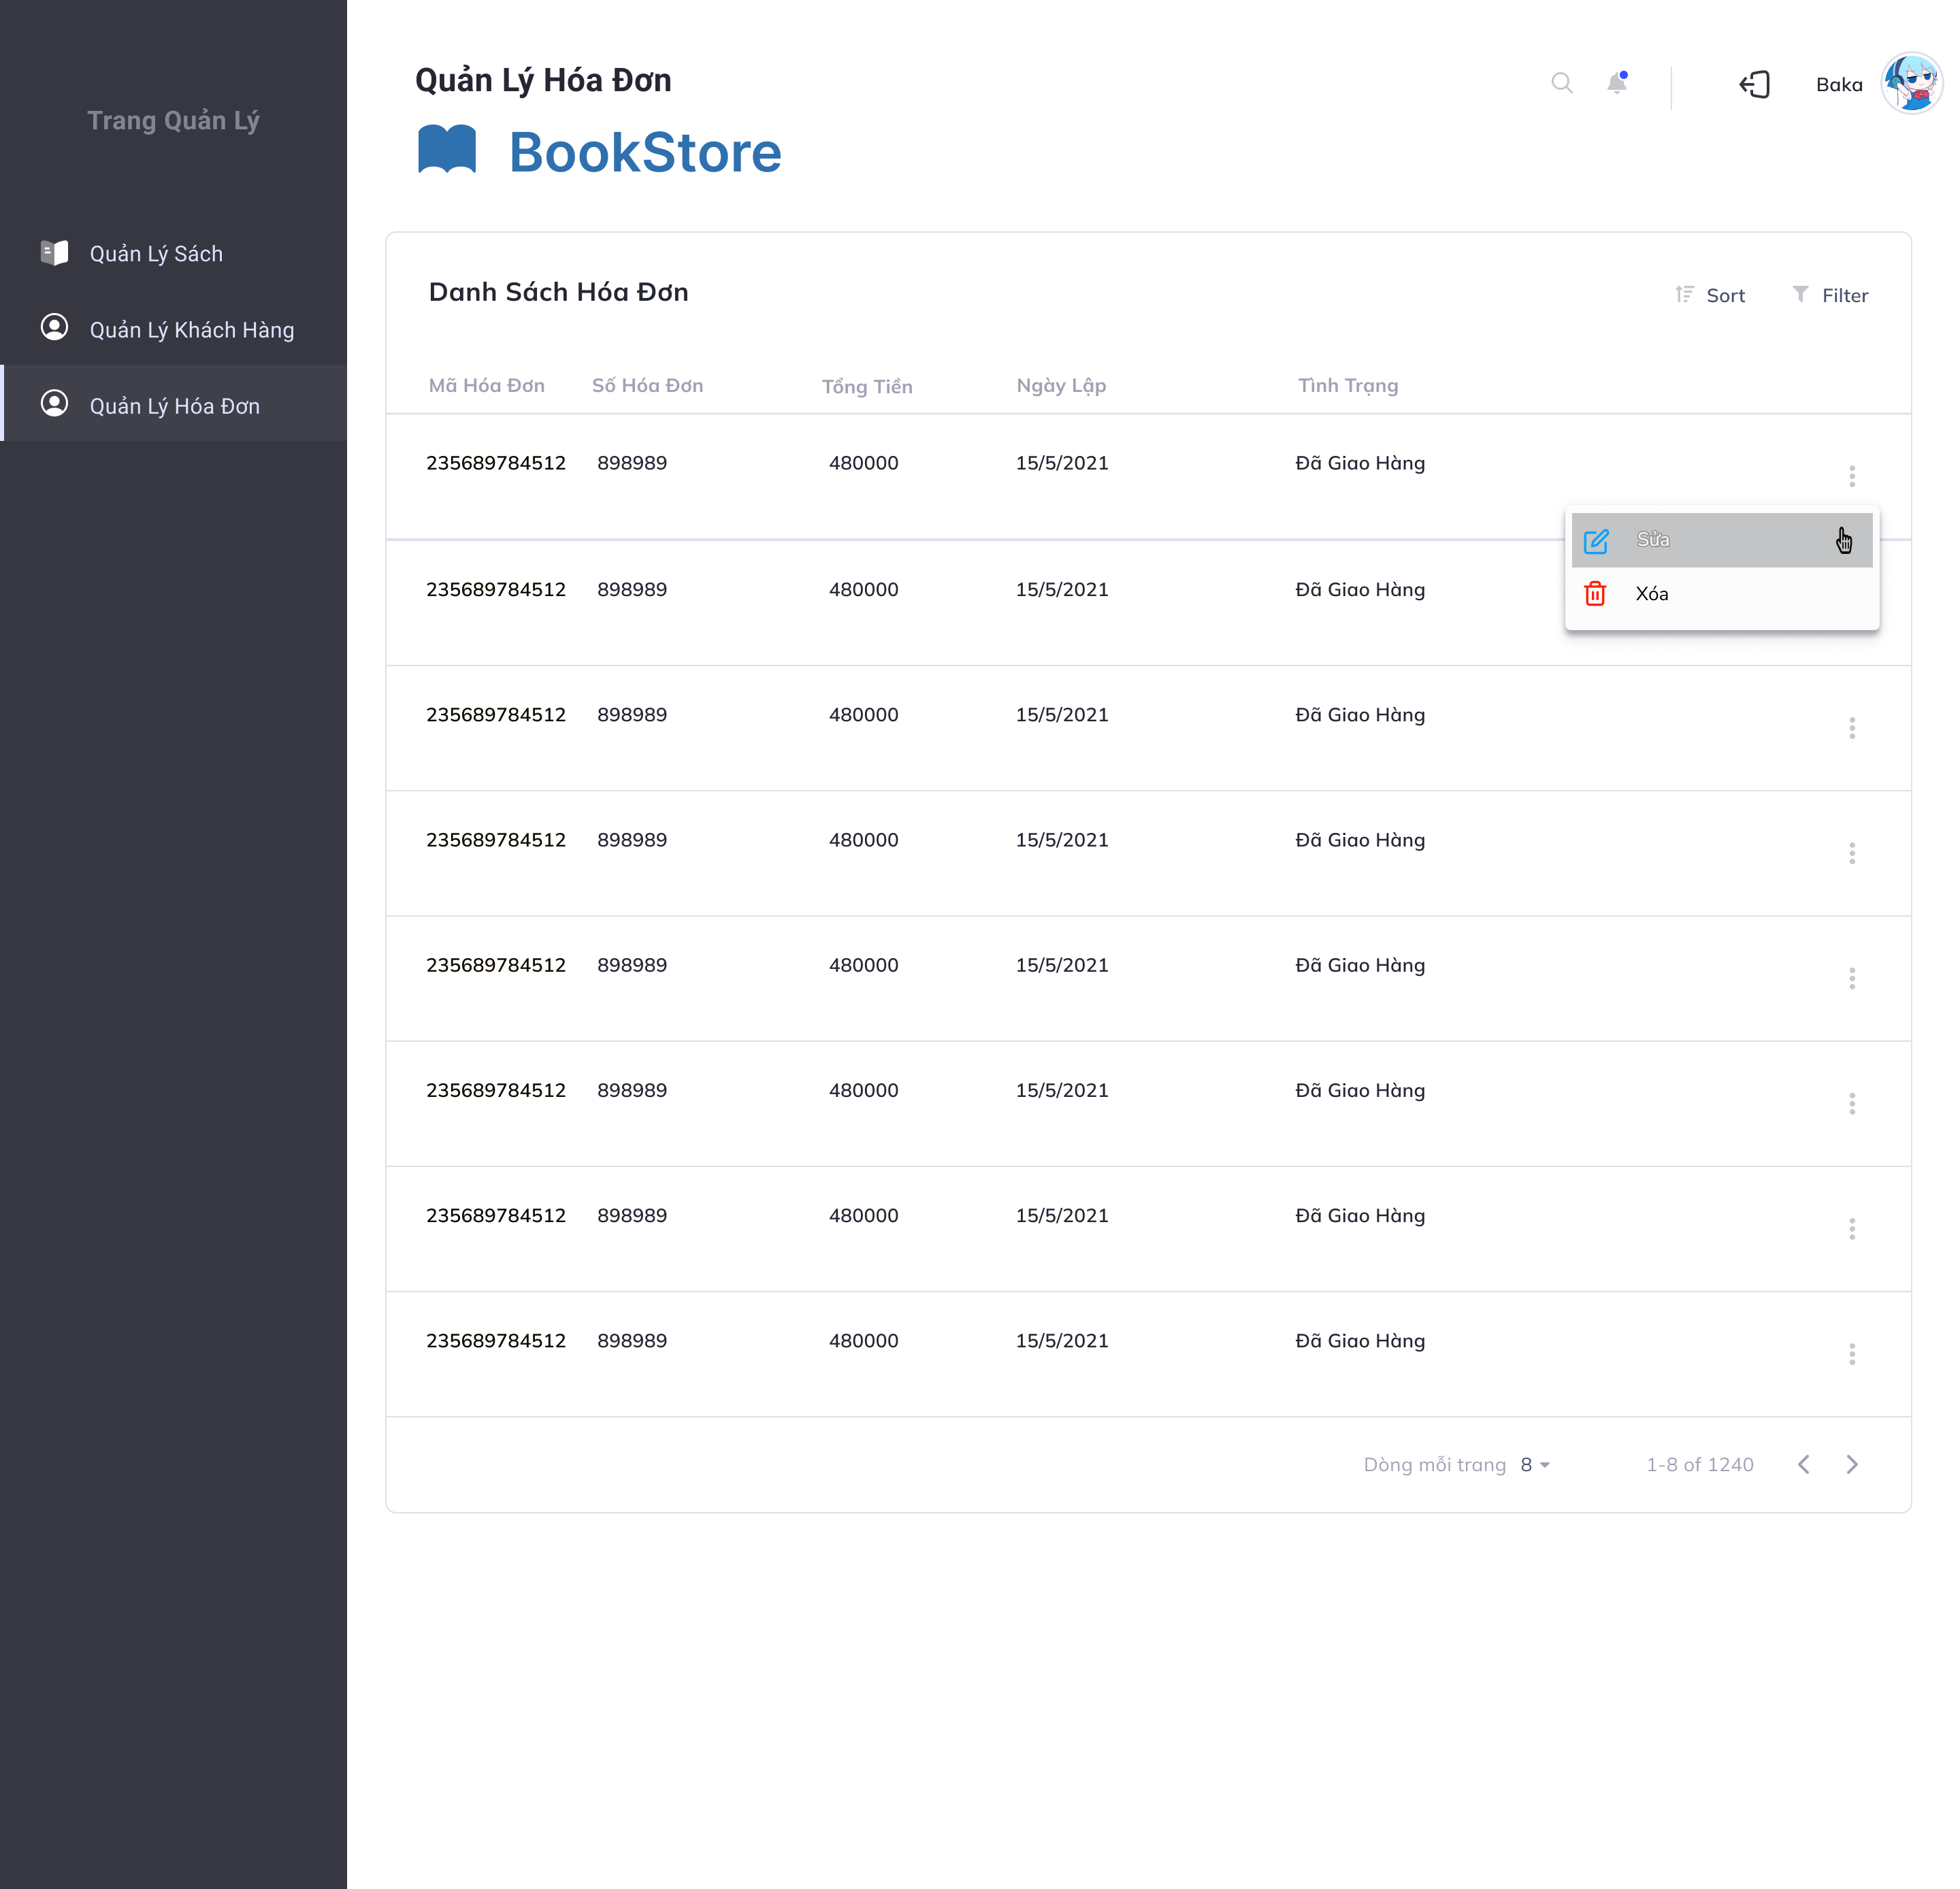 Quản Lý Hóa Đơn
Baka
Trang Quản Lý
BookStore
Quản Lý Sách
Quản Lý Khách Hàng
Quản Lý Hóa Đơn
Danh Sách Hóa Đơn
Sort Filter
Mã Hóa Đơn Số Hóa Đơn Tổng Tiền Ngày Lập Tình Trạng
235689784512 898989 480000 15/5/2021 Đã Giao Hàng
Sửa
235689784512 898989 480000 15/5/2021 Đã Giao Hàng
Xóa
235689784512 898989 480000 15/5/2021 Đã Giao Hàng
235689784512 898989 480000 15/5/2021 Đã Giao Hàng
235689784512 898989 480000 15/5/2021 Đã Giao Hàng
235689784512 898989 480000 15/5/2021 Đã Giao Hàng
235689784512 898989 480000 15/5/2021 Đã Giao Hàng
235689784512 898989 480000 15/5/2021 Đã Giao Hàng
Dòng mỗi trang 8 1-8 of 1240